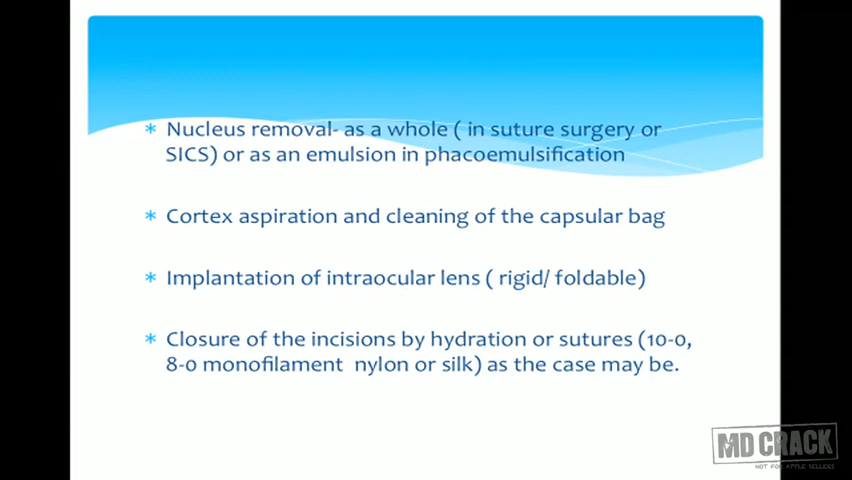 * Nucleus removal- as a whole ( in suture surgery or
SICS) or as an emulsion in phacoemulsification
* Cortex aspiration and cleaning of the capsular bag
* Implantation of intraocular lens ( rigid/ foldable)
* Closure of the incisions by hydration or sutures (10-0,
8-0 monofilament  nylon or silk) as the case may be.
MD CRACK
NOT FOR APPLE SELLERS